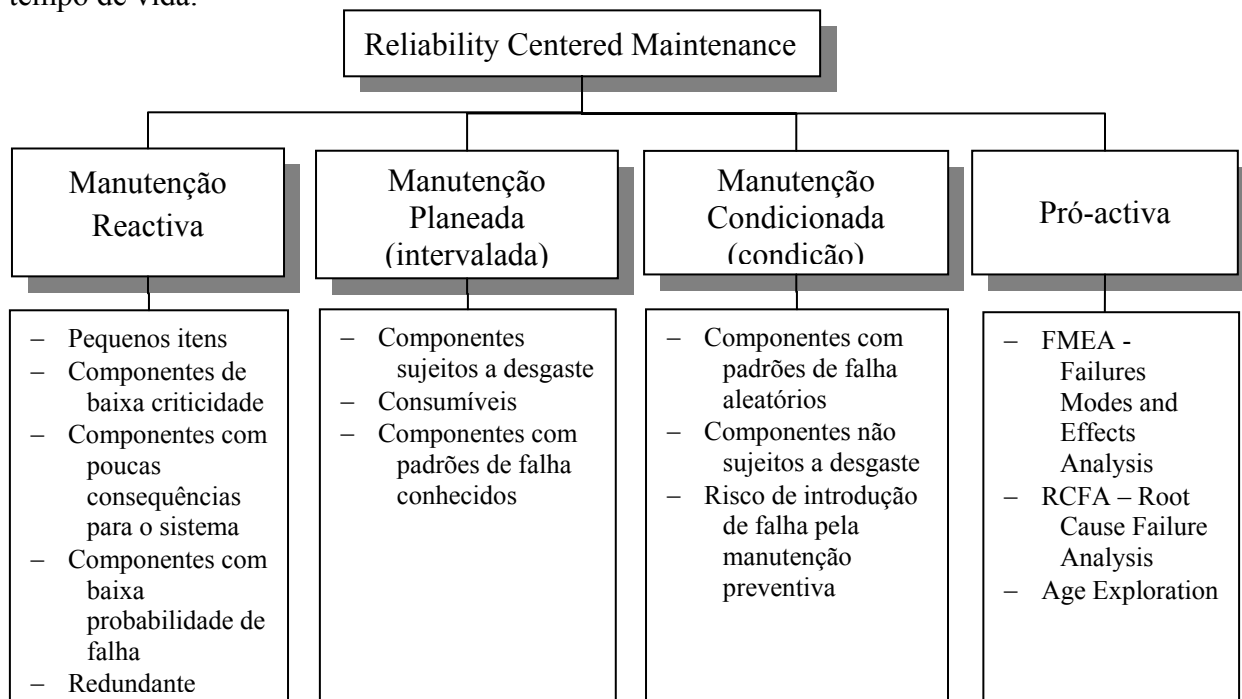 tempo de vida.
Reliability Centered Maintenance
Manutenção
Reactiva
Manutenção
Planeada
(intervalada)
Manutenção
Condicionada
(condição)
Pró-activa
– Pequenos itens
– Componentes de
baixa criticidade
– Componentes com
poucas
consequências
para o sistema
– Componentes com
baixa
probabilidade de
falha
– Redundante
– Componentes
sujeitos a desgaste
– Consumíveis
– Componentes com
padrões de falha
conhecidos
– Componentes com
padrões de falha
aleatórios
– Componentes não
sujeitos a desgaste
– Risco de introdução
de falha pela
manutenção
preventiva
– FMEA -
Failures
Modes and
Effects
Analysis
– RCFA – Root
Cause Failure
Analysis
– Age Exploration